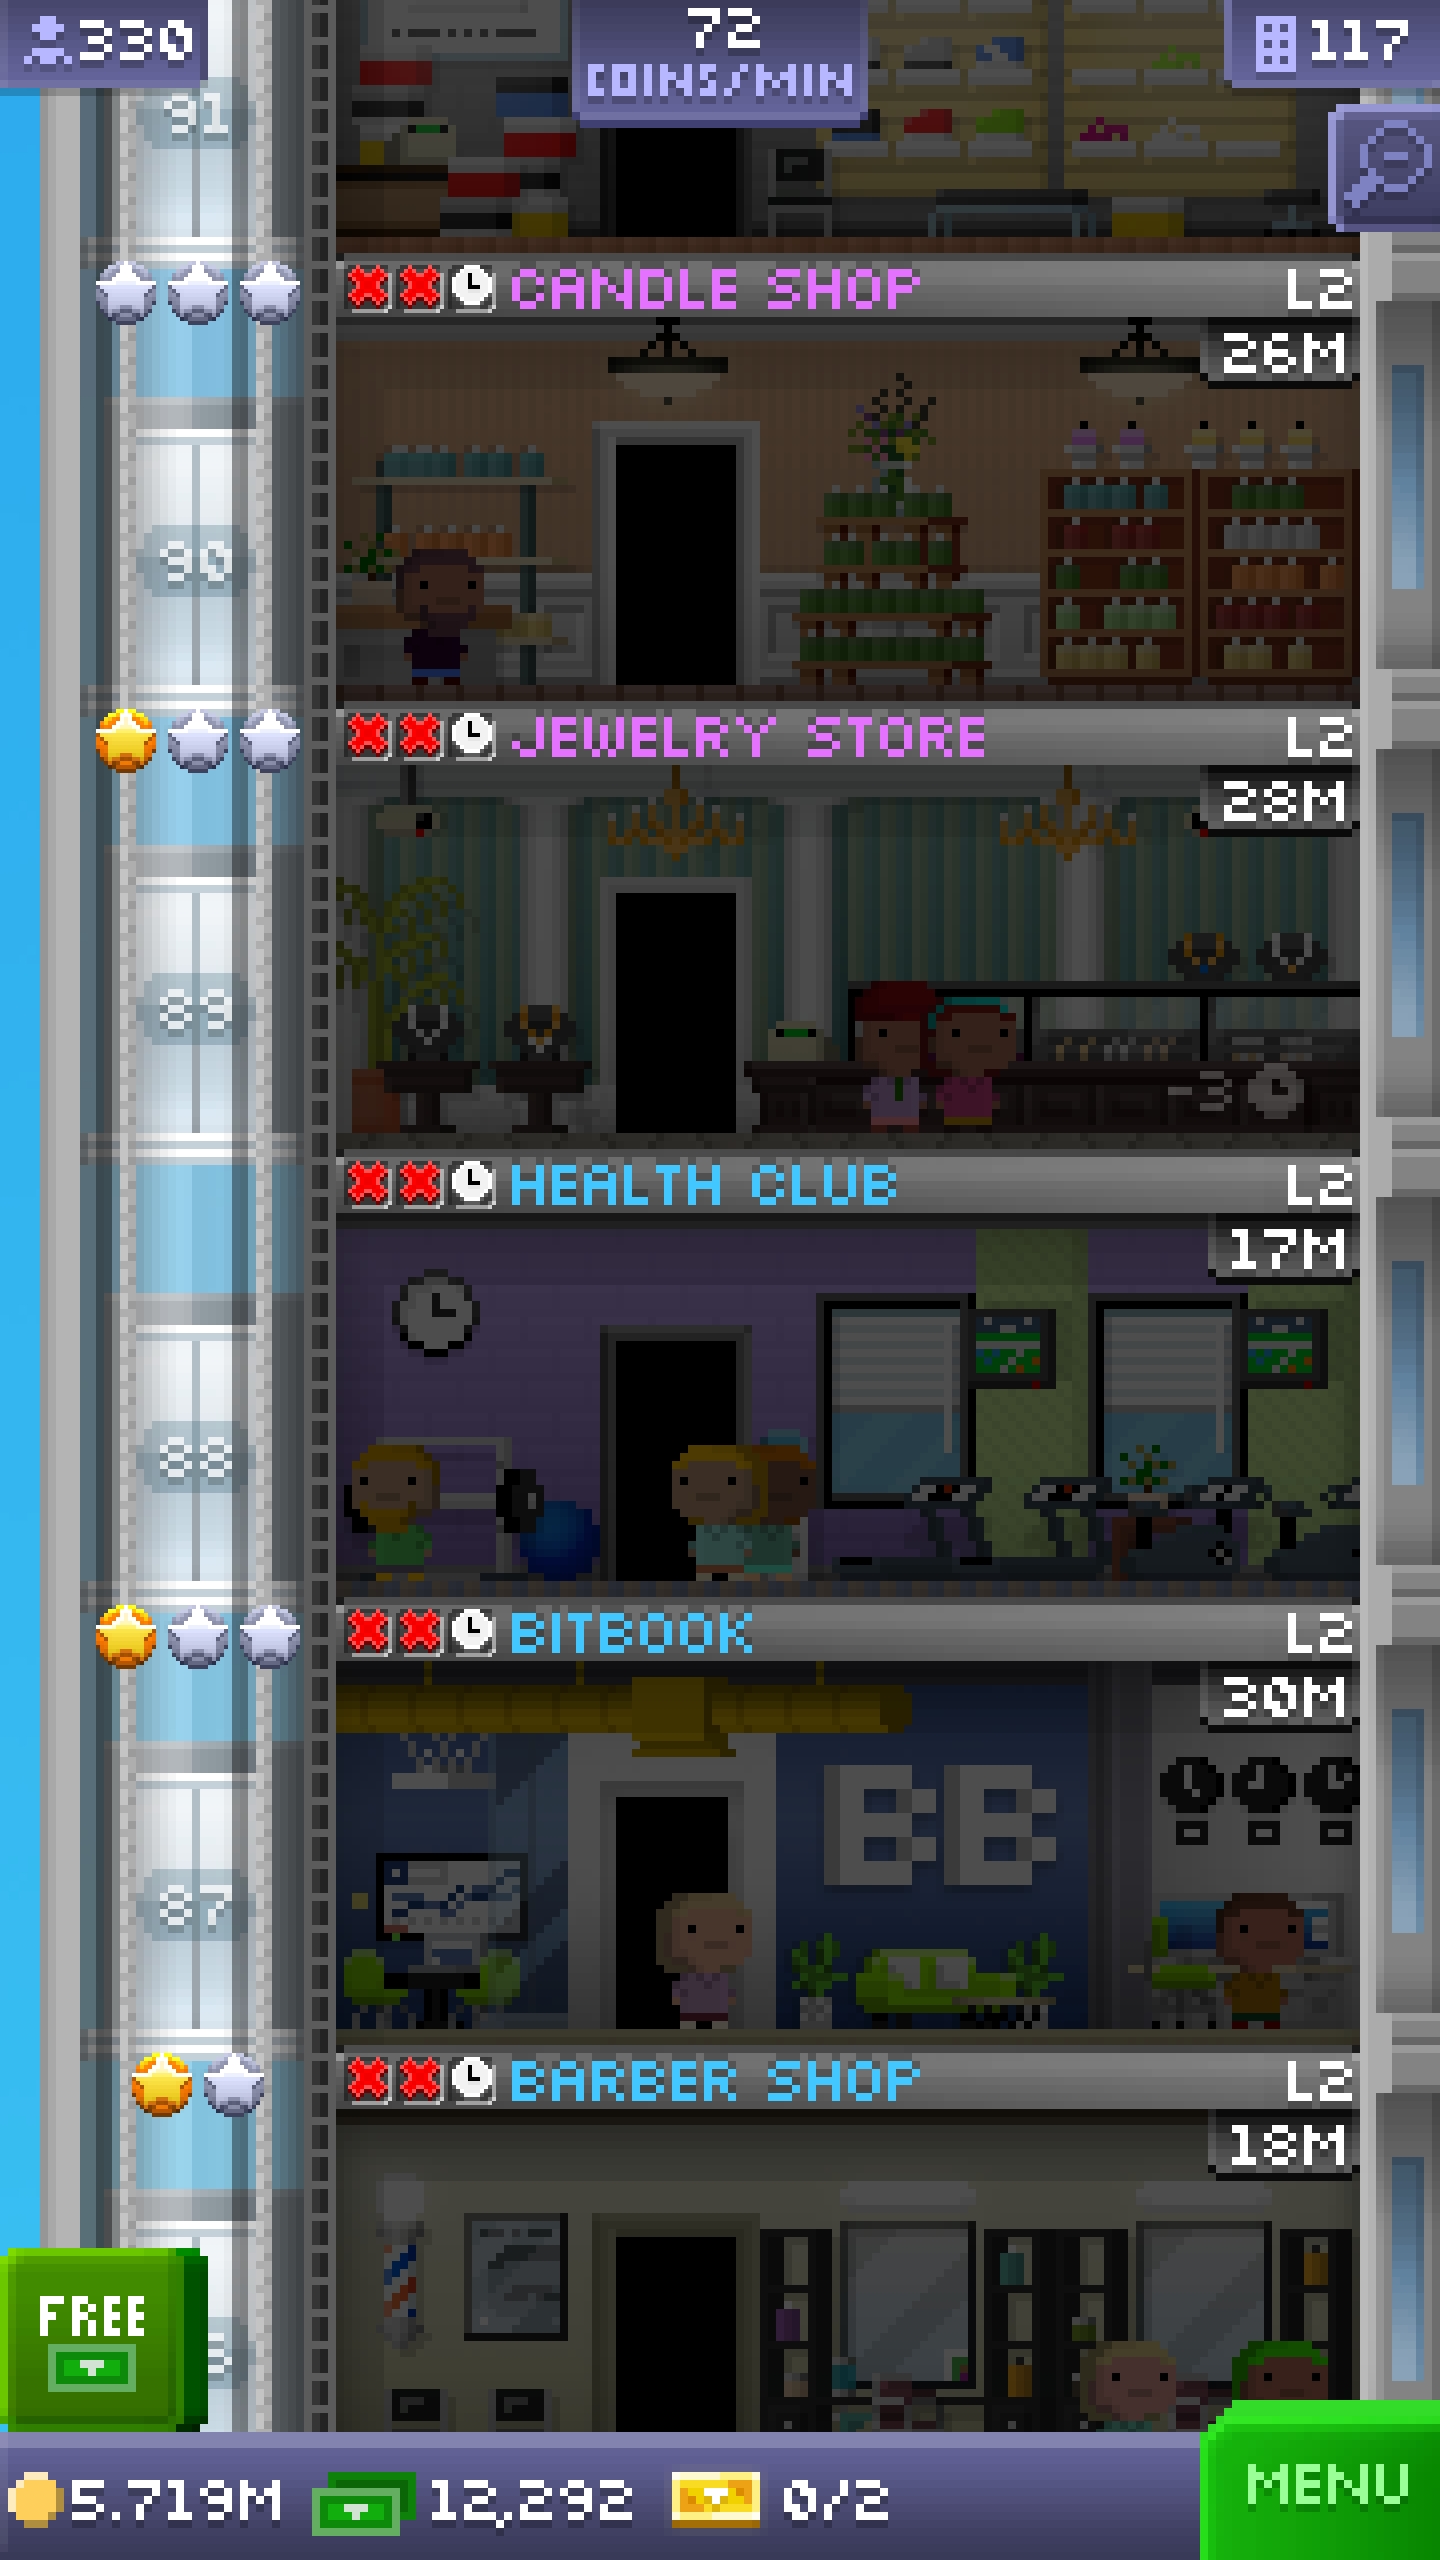 330
72
COINS/MIN
117
91
CANDLE SHOP
L2
26M
90
JEWELRY STORE
L2
28M
89
-3
HEALTH CLUB
L2
17M
88
BITBOOK
L2
30M
BB
87
BARBER SHOP
L2
18M
FREE
5.719M
12,292
0/2
MENU